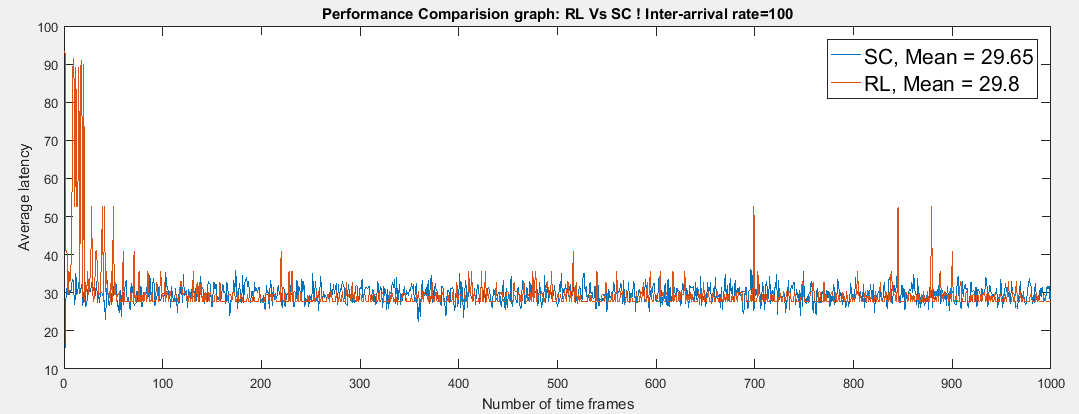 Performance Comparision graph: RL Vs SC ! Inter-arrival rate=100
100
90
80
70
60
50
40
30
20
10
Average latency
SC, Mean = 29.65
RL, Mean = 29.8
0 100 200 300 400 500 600 700 800 900 1000
Number of time frames